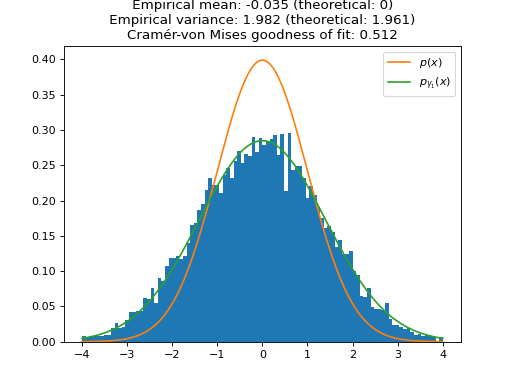 Empirical mean: -0.035 (theoretical: 0)
Empirical variance: 1.982 (theoretical: 1.961)
Cramér-von Mises goodness of fit: 0.512
p(x)
pγ₁(x)
0.40
0.35
0.30
0.25
0.20
0.15
0.10
0.05
0.00
−4 −3 −2 −1 0 1 2 3 4